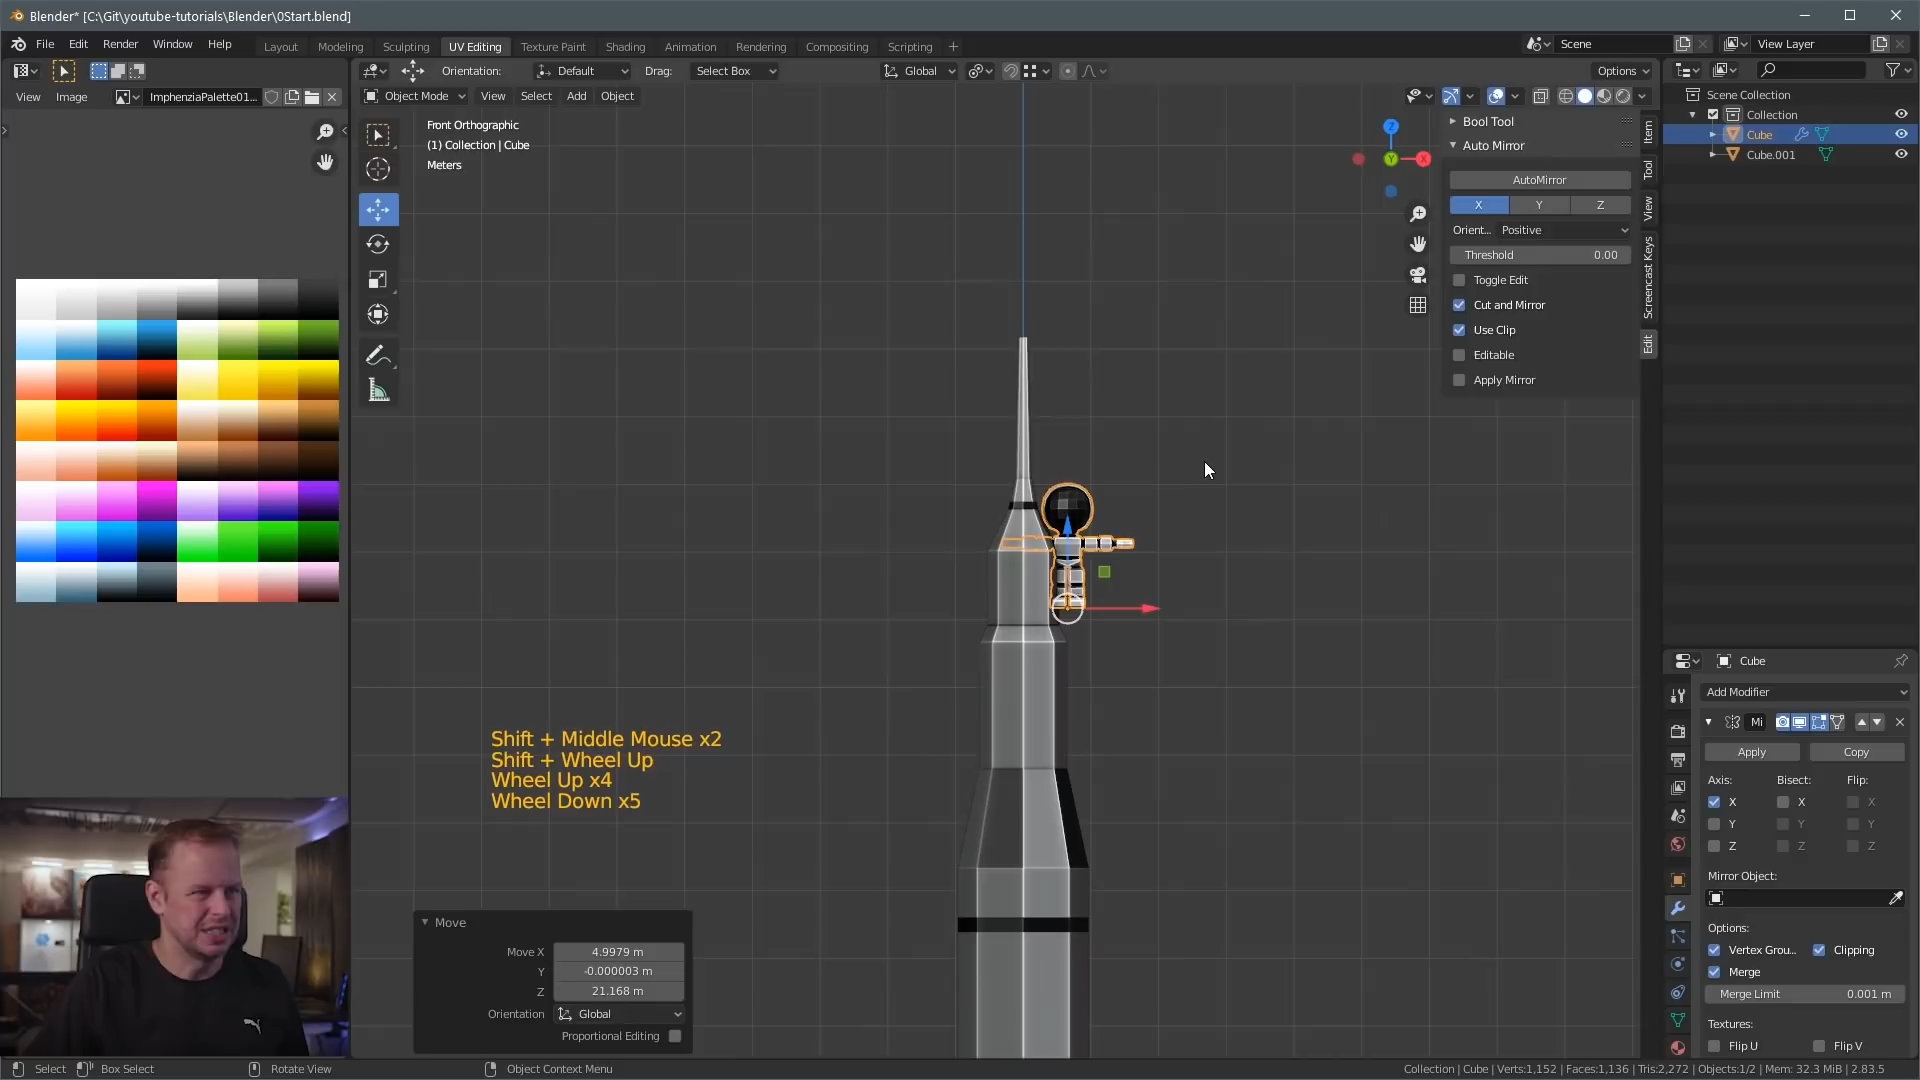 Blender* [C:\Git\youtube-tutorials\Blender\0Start.blend]
File Edit Render Window Help
Layout Modeling Sculpting UV Editing Texture Paint Shading Animation Rendering Compositing Scripting +
Scene
View Layer
Orientation: Default Drag: Select Box
Global
Options
View Image
ImphenziaPalette01...
Object Mode View Select Add Object
Front Orthographic
(1) Collection | Cube
Meters
Z
Y
X
Bool Tool
Auto Mirror
AutoMirror
X Y Z
Orient... Positive
Threshold 0.00
Toggle Edit
Cut and Mirror
Use Clip
Editable
Apply Mirror
Item
Tool
View
Screencast Keys
Edit
Scene Collection
Collection
Cube
Cube.001
Shift + Middle Mouse x2
Shift + Wheel Up
Wheel Up x4
Wheel Down x5
Move
Move X 4.9979 m
Y -0.000003 m
Z 21.168 m
Orientation Global
Proportional Editing
Cube
Add Modifier
Mi
Apply Copy
Axis: Bisect: Flip:
X X X
Y Y Y
Z Z Z
Mirror Object:
Options:
Vertex Grou... Clipping
Merge
Merge Limit 0.001 m
Textures:
Flip U Flip V
Select Box Select Rotate View Object Context Menu
Collection | Cube | Verts:1,152 | Faces:1,136 | Tris:2,272 | Objects:1/2 | Mem: 32.3 MiB | 2.83.5